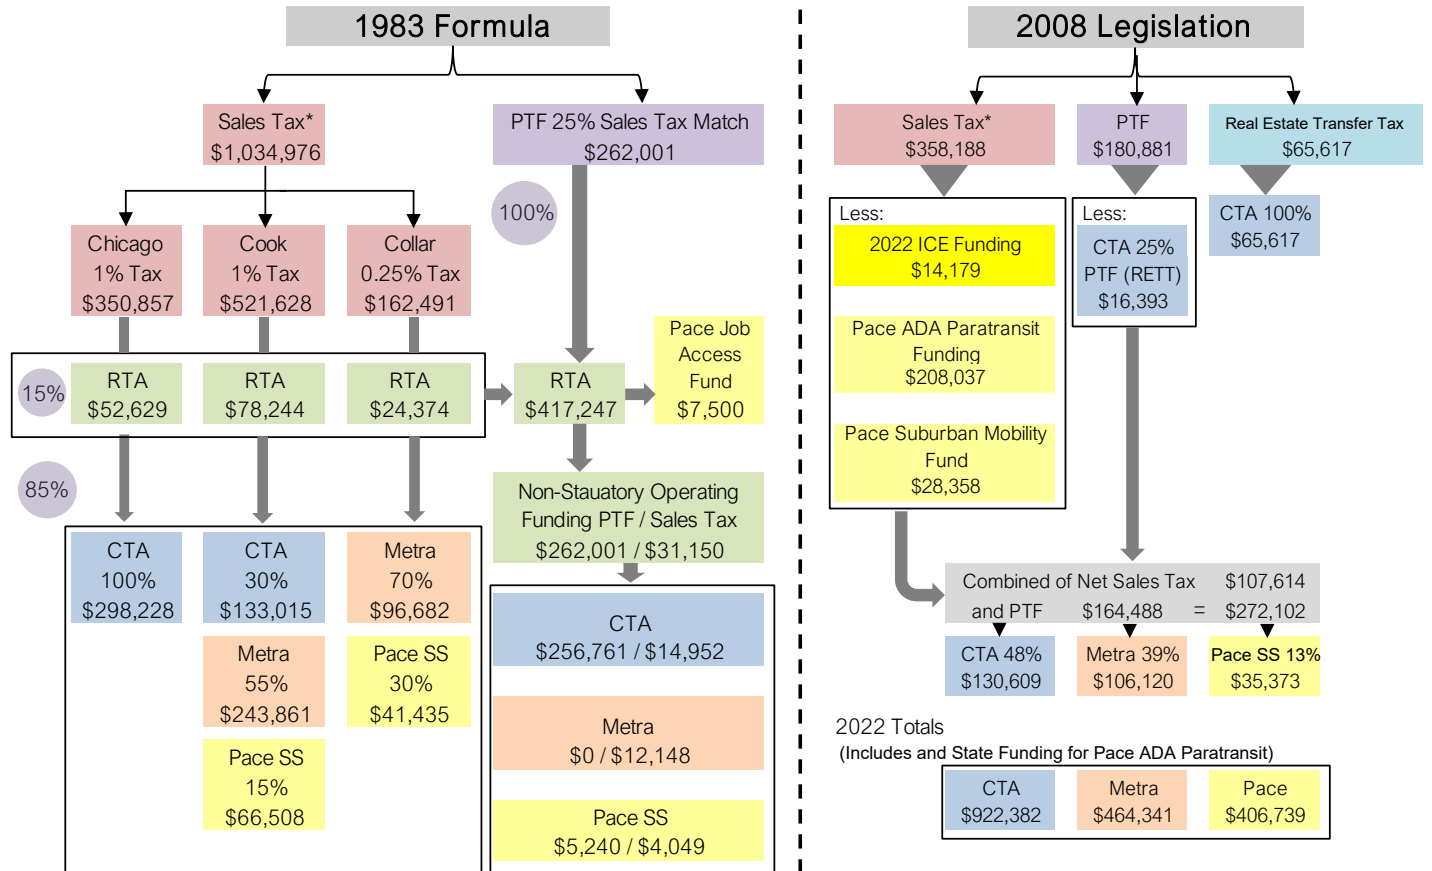 1983 Formula
Sales Tax*
$1,034,976
PTF 25% Sales Tax Match
$262,001
100%
Chicago
1% Tax
$350,857
Cook
1% Tax
$521,628
Collar
0.25% Tax
$162,491
15%
RTA
$52,629
RTA
$78,244
RTA
$24,374
RTA
$417,247
Pace Job
Access
Fund
$7,500
85%
Non-Stauatory Operating
Funding PTF / Sales Tax
$262,001 / $31,150
CTA
100%
$298,228
CTA
30%
$133,015
Metra
70%
$96,682
Metra
55%
$243,861
Pace SS
30%
$41,435
Pace SS
15%
$66,508
CTA
$256,761 / $14,952
Metra
$0 / $12,148
Pace SS
$5,240 / $4,049
2008 Legislation
Sales Tax*
$358,188
PTF
$180,881
Real Estate Transfer Tax
$65,617
Less:
2022 ICE Funding
$14,179
Pace ADA Paratransit
Funding
$208,037
Pace Suburban Mobility
Fund
$28,358
Less:
CTA 25%
PTF (RETT)
$16,393
CTA 100%
$65,617
Combined of Net Sales Tax $107,614
and PTF $164,488 = $272,102
CTA 48%
$130,609
Metra 39%
$106,120
Pace SS 13%
$35,373
2022 Totals
(Includes and State Funding for Pace ADA Paratransit)
CTA
$922,382
Metra
$464,341
Pace
$406,739